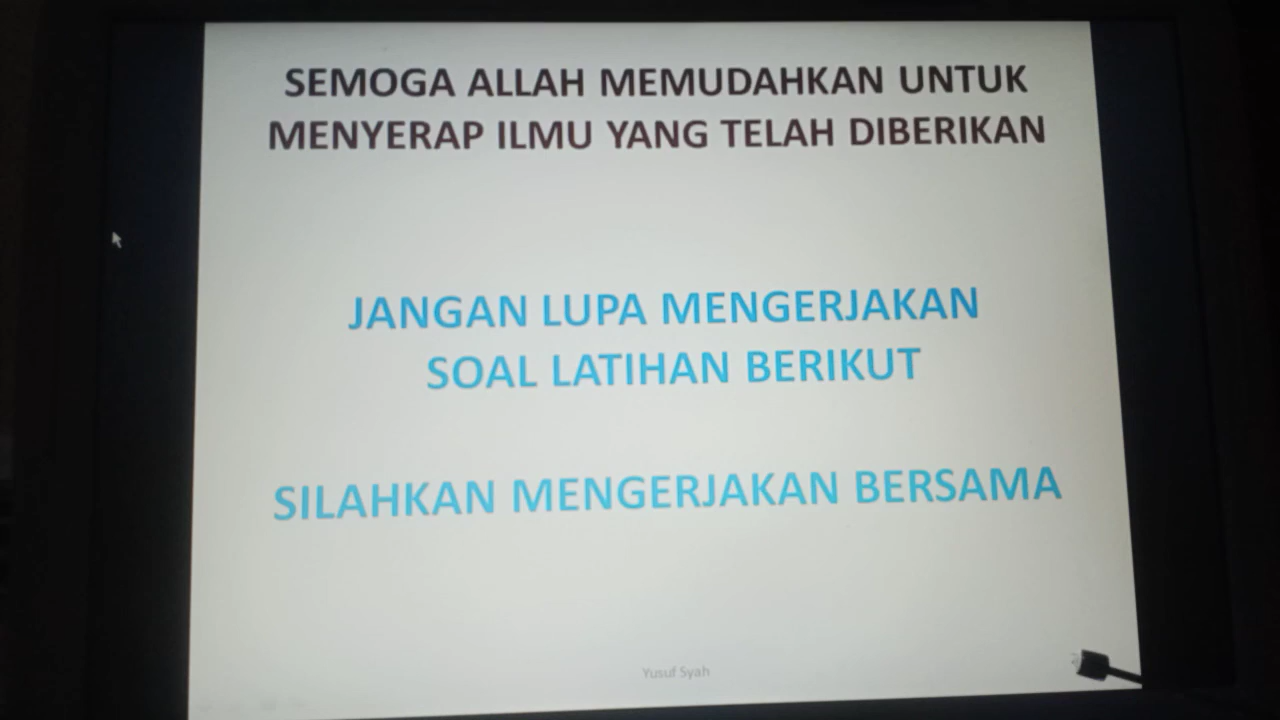 SEMOGA ALLAH MEMUDAHKAN UNTUK
MENYERAP ILMU YANG TELAH DIBERIKAN
JANGAN LUPA MENGERJAKAN
SOAL LATIHAN BERIKUT
SILAHKAN MENGERJAKAN BERSAMA
Yusuf Syah